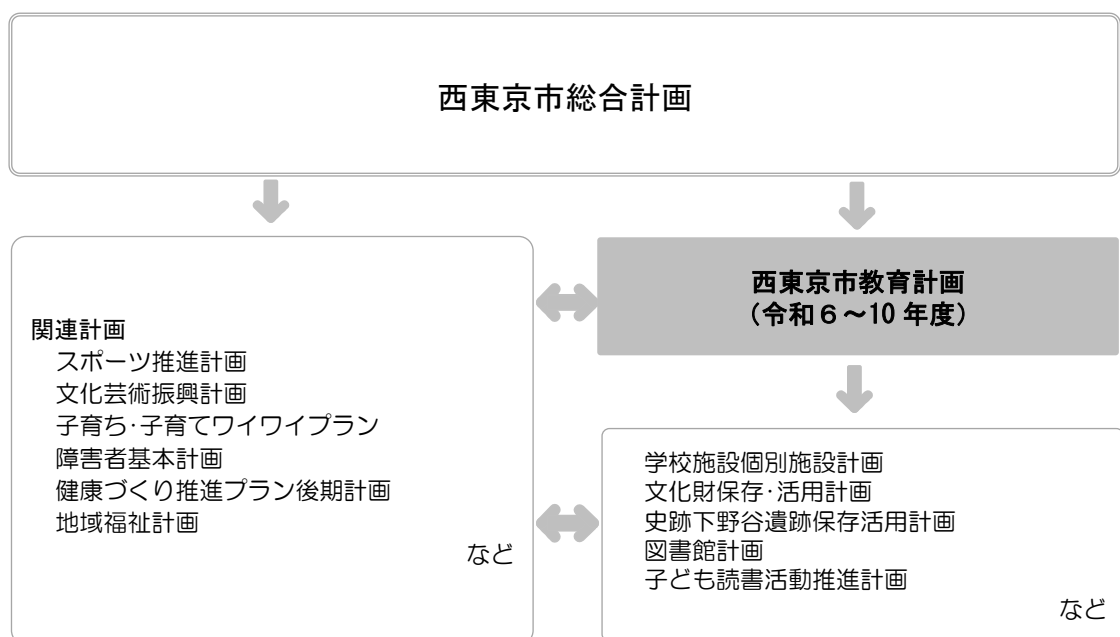 西東京市総合計画
関連計画
スポーツ推進計画
文化芸術振興計画
子育ち・子育てワイワイプラン
障害者基本計画
健康づくり推進プラン後期計画
地域福祉計画
など
西東京市教育計画
（令和６～10 年度）
学校施設個別施設計画
文化財保存・活用計画
史跡下野谷遺跡保存活用計画
図書館計画
子ども読書活動推進計画
など